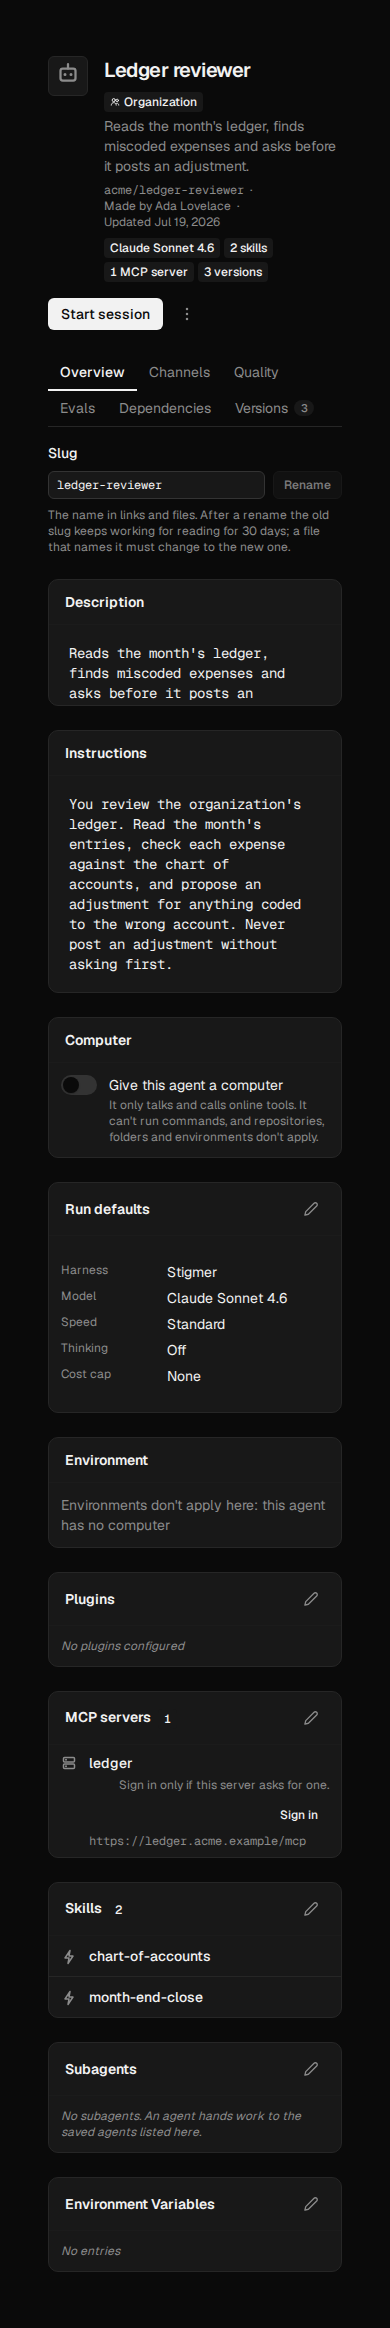 Ledger reviewer
Organization
Reads the month's ledger, finds
miscoded expenses and asks before
it posts an adjustment.
acme/ledger-reviewer ·
Made by Ada Lovelace ·
Updated Jul 19, 2026
Claude Sonnet 4.6 2 skills
1 MCP server 3 versions
Start session
Overview Channels Quality
Evals Dependencies Versions 3
Slug
ledger-reviewer Rename
The name in links and files. After a rename the old
slug keeps working for reading for 30 days; a file
that names it must change to the new one.
Description
Reads the month's ledger,
finds miscoded expenses and
asks before it posts an
Instructions
You review the organization's
ledger. Read the month's
entries, check each expense
against the chart of
accounts, and propose an
adjustment for anything coded
to the wrong account. Never
post an adjustment without
asking first.
Computer
Give this agent a computer
It only talks and calls online tools. It
can't run commands, and repositories,
folders and environments don't apply.
Run defaults
Harness Stigmer
Model Claude Sonnet 4.6
Speed Standard
Thinking Off
Cost cap None
Environment
Environments don't apply here: this agent
has no computer
Plugins
No plugins configured
MCP servers 1
ledger
Sign in only if this server asks for one.
Sign in
https://ledger.acme.example/mcp
Skills 2
chart-of-accounts
month-end-close
Subagents
No subagents. An agent hands work to the
saved agents listed here.
Environment Variables
No entries